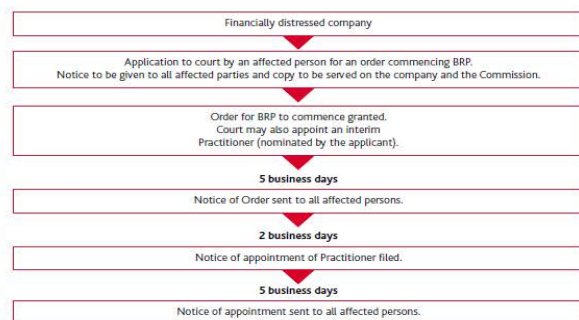 Financially distressed company
Application to court by an affected person for an order commencing BRP.
Notice to be given to all affected parties and copy to be served on the company and the Commission.
Order for BRP to commence granted.
Court may also appoint an interim
Practitioner (nominated by the applicant).
5 business days
Notice of Order sent to all affected persons.
2 business days
Notice of appointment of Practitioner filed.
5 business days
Notice of appointment sent to all affected persons.